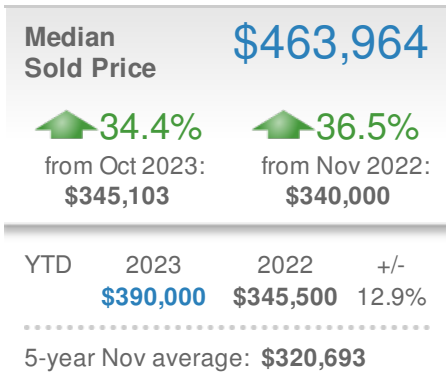 Median
Sold Price
$463,964
34.4%
from Oct 2023:
$345,103
36.5%
from Nov 2022:
$340,000
YTD 2023 2022 +/-
$390,000 $345,500 12.9%
5-year Nov average: $320,693